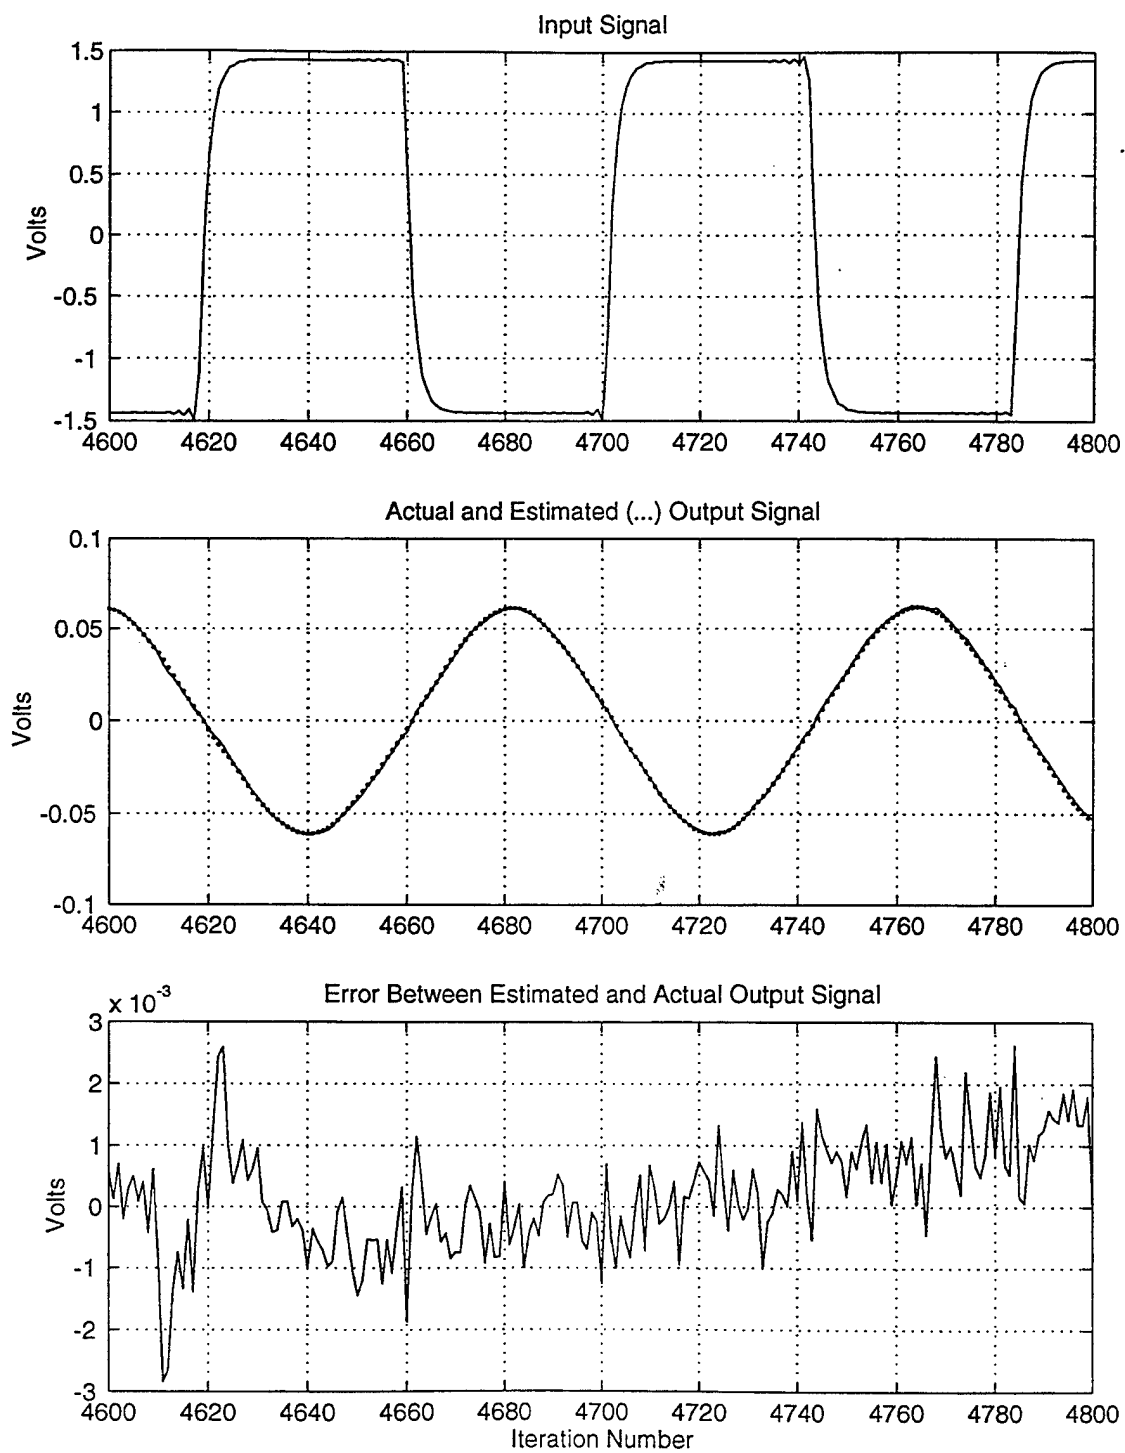 Input Signal
1.5
1
0.5
0
-0.5
-1
-1.5
Volts
4600 4620 4640 4660 4680 4700 4720 4740 4760 4780 4800
Actual and Estimated (...) Output Signal
0.1
0.05
0
-0.05
-0.1
Volts
4600 4620 4640 4660 4680 4700 4720 4740 4760 4780 4800
Error Between Estimated and Actual Output Signal
x 10-3
3
2
1
0
-1
-2
-3
Volts
4600 4620 4640 4660 4680 4700 4720 4740 4760 4780 4800
Iteration Number